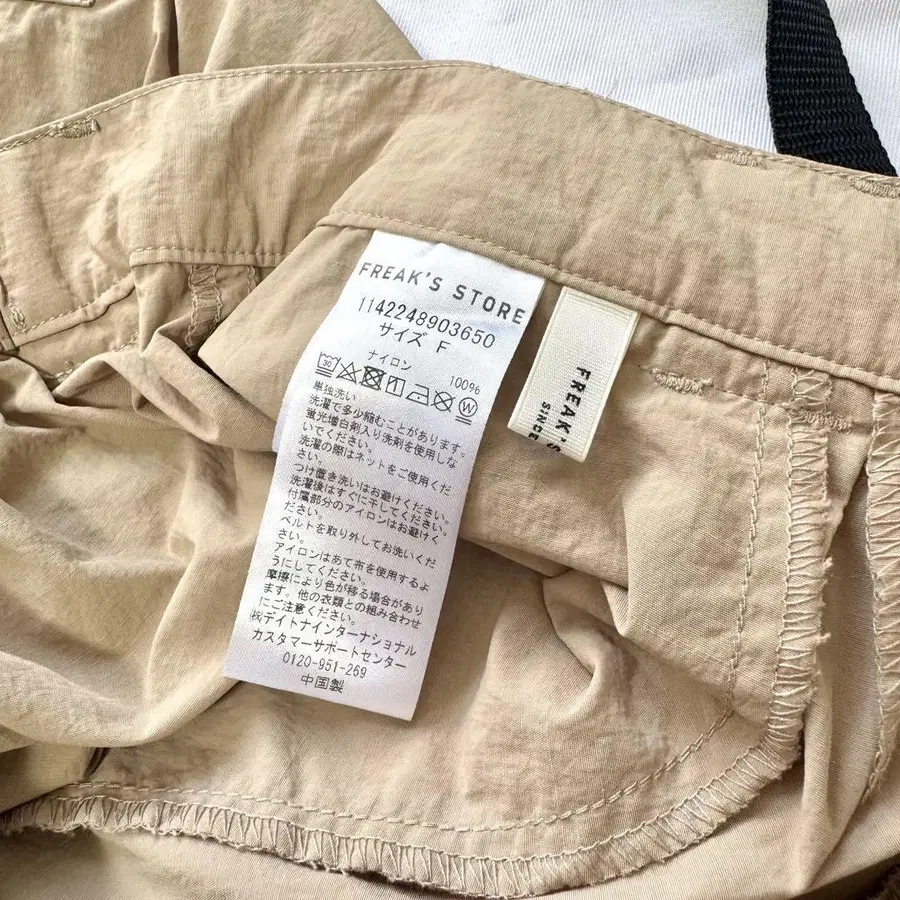 FREAK'S STORE
1142248903650
サイズ F
ナイロン 100%
30
W
単独洗い
洗濯で多少縮むことがあります。
蛍光増白剤入り洗剤を使用しな
いでください。
洗濯の際はネットをご使用くだ
さい。
つけ置き洗いはお避けください。
洗濯後はすぐに干してください。
付属部分のアイロンはお避けく
ださい。
ベルトを取り外してお洗いくだ
さい。
アイロンはあて布を使用するよ
うにしてください。
摩擦により色が移る場合があり
ます。他の衣類との組み合わせ
にご注意ください。
㈱デイトナインターナショナル
カスタマーサポートセンター
0120-951-269
中国製
FREAK'S
SINCE